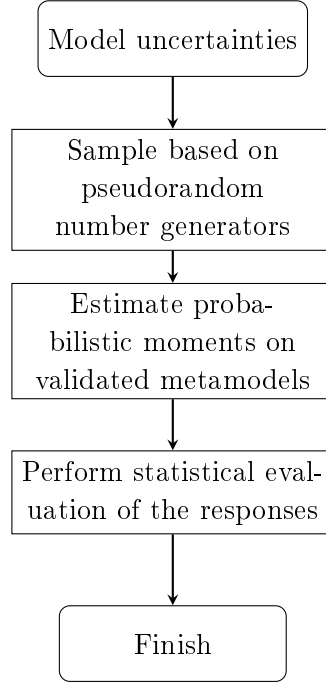 Model uncertainties
Sample based on
pseudorandom
number generators
Estimate proba-
bilistic moments on
validated metamodels
Perform statistical eval-
uation of the responses
Finish